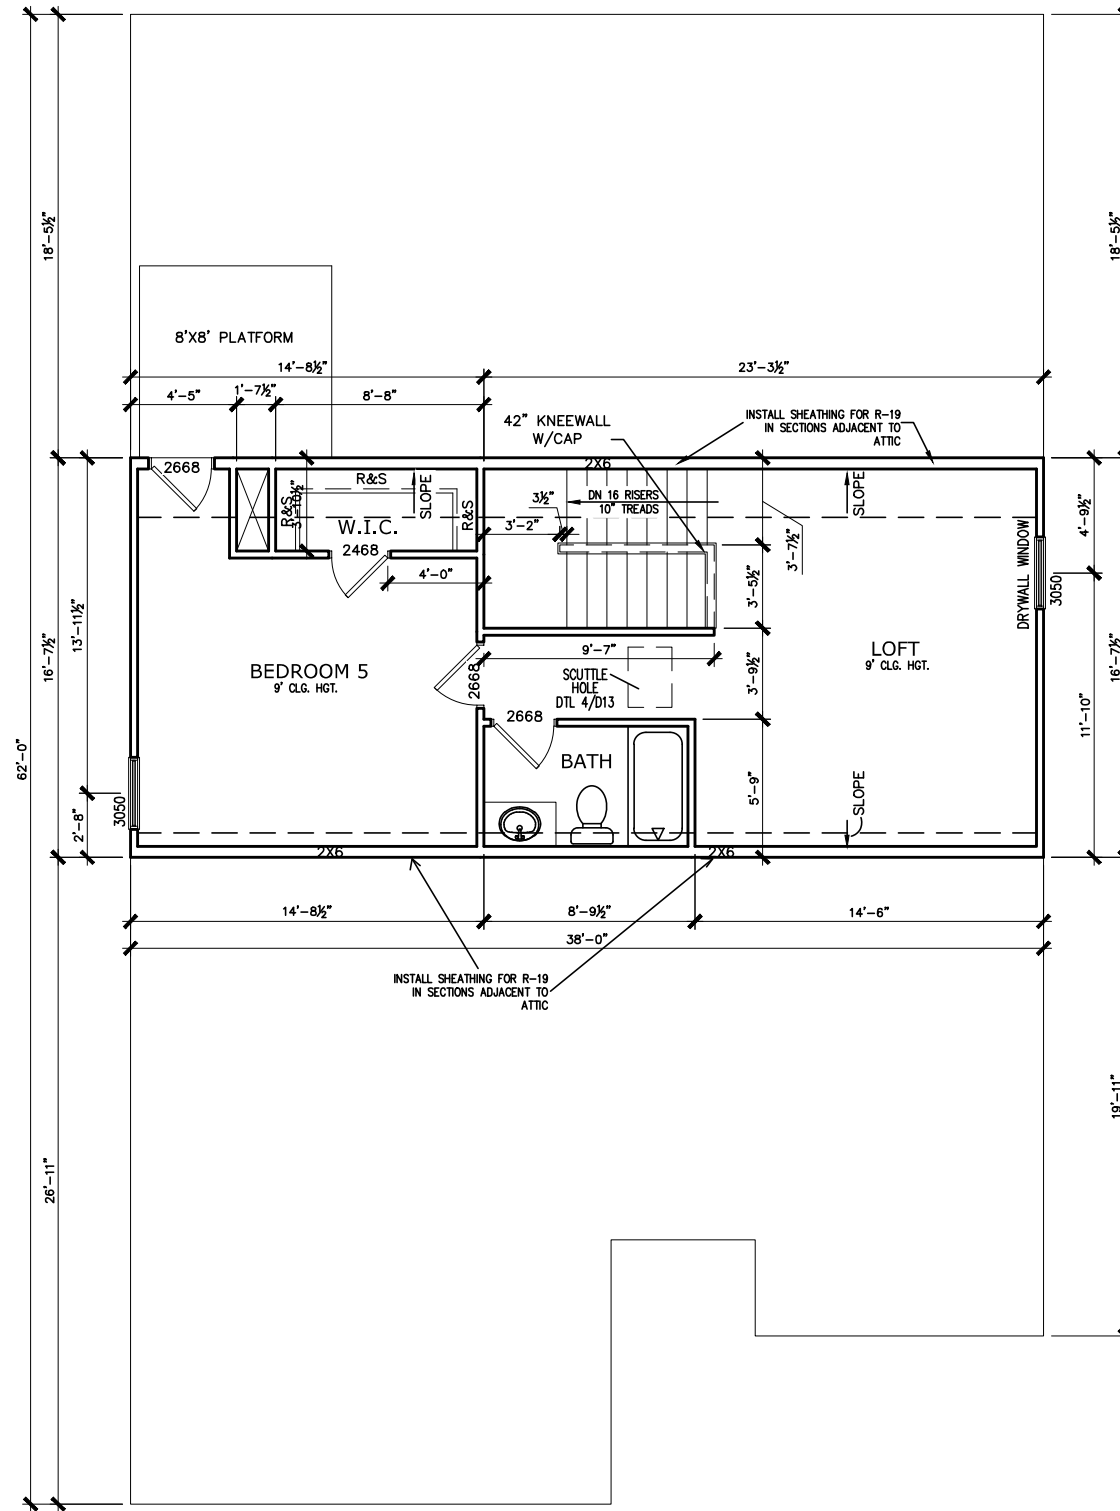 18'-5½"
18'-5½"
8'X8' PLATFORM
14'-8½"
23'-3½"
4'-5"
1'-7½"
8'-8"
42" KNEEWALL
W/CAP
INSTALL SHEATHING FOR R-19
IN SECTIONS ADJACENT TO
ATTIC
2668
2X6
R&S
SLOPE
R&S
3'-10½"
R&S
W.I.C.
2468
3½"
DN 16 RISERS
10" TREADS
3'-2"
SLOPE
3'-7½"
4'-9½"
DRYWALL WINDOW
3050
4'-0"
3'-5½"
13'-11½"
16'-7½"
BEDROOM 5
9' CLG. HGT.
2668
9'-7"
SCUTTLE
HOLE
DTL 4/D13
3'-9½"
LOFT
9' CLG. HGT.
16'-7½"
11'-10"
2668
BATH
62'-0"
5'-9"
SLOPE
3050
2'-8"
2X6
2X6
14'-8½"
8'-9½"
14'-6"
38'-0"
INSTALL SHEATHING FOR R-19
IN SECTIONS ADJACENT TO
ATTIC
19'-11"
26'-11"